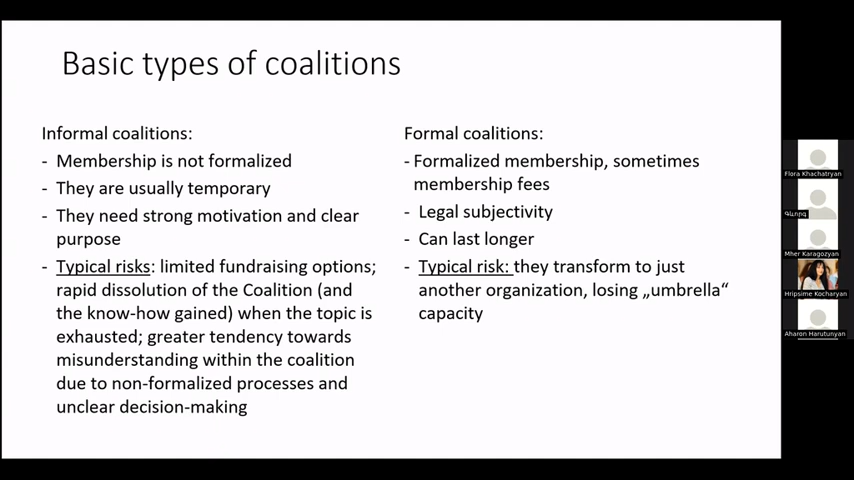 Basic types of coalitions
Informal coalitions:
- Membership is not formalized
- They are usually temporary
- They need strong motivation and clear
purpose
- Typical risks: limited fundraising options;
rapid dissolution of the Coalition (and
the know-how gained) when the topic is
exhausted; greater tendency towards
misunderstanding within the coalition
due to non-formalized processes and
unclear decision-making
Formal coalitions:
- Formalized membership, sometimes
membership fees
- Legal subjectivity
- Can last longer
- Typical risk: they transform to just
another organization, losing „umbrella“
capacity
Flora Khachatryan
Գևորգ
Mher Karagozyan
Hripsime Kocharyan
Aharon Harutunyan